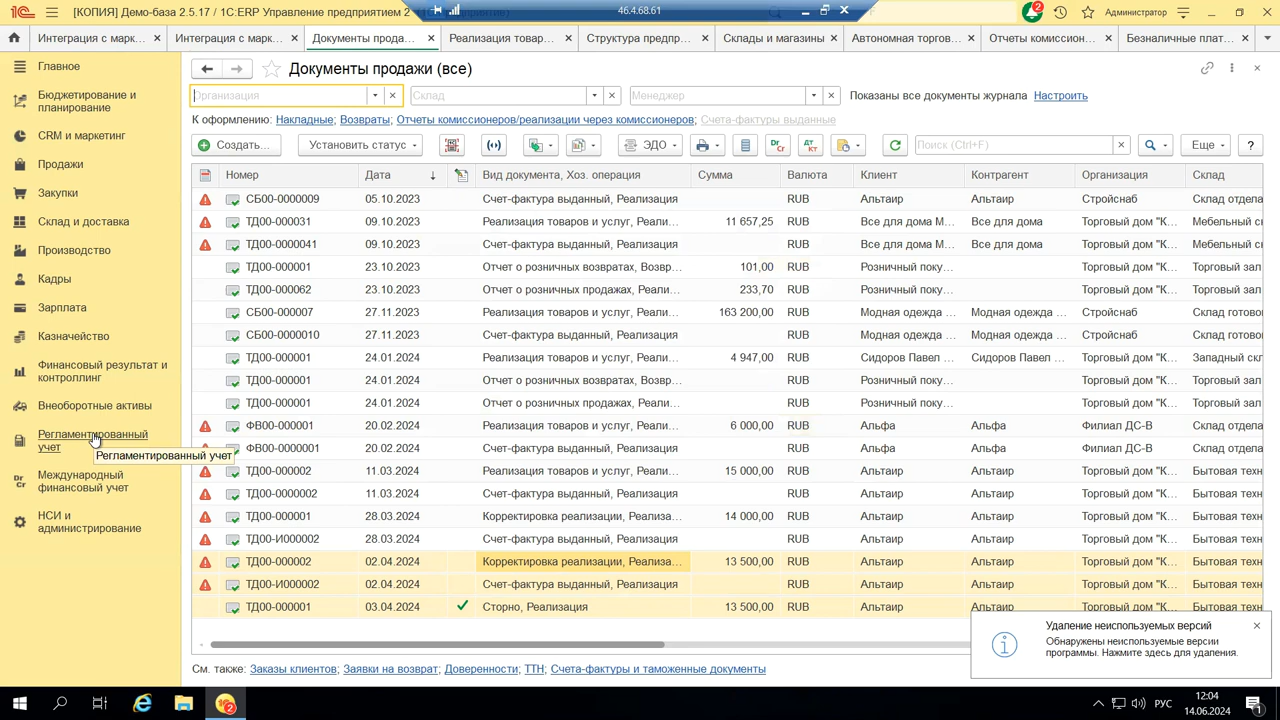 [КОПИЯ] Демо-база 2.5.17 / 1С:ERP Управление предприятием 2
46.4.68.61
2
Администратор
Интеграция с марк... ×
Интеграция с марк... ×
Документы прода... ×
Реализация товар... ×
Структура предпр... ×
Склады и магазины ×
Автономная торгов... ×
Отчеты комиссион... ×
Безналичные плат... ×
Главное
Бюджетирование и
планирование
CRM и маркетинг
Продажи
Закупки
Склад и доставка
Производство
Кадры
Зарплата
Казначейство
Финансовый результат и
контроллинг
Внеоборотные активы
Регламентированный
учет
Регламентированный учет
Международный
финансовый учет
НСИ и
администрирование
Документы продажи (все)
Организация
Склад
Менеджер
Показаны все документы журнала Настроить
К оформлению: Накладные; Возвраты; Отчеты комиссионеров/реализации через комиссионеров; Счета-фактуры выданные
Создать...
Установить статус
ЭДО
Поиск (Ctrl+F)
Еще
?
Номер Дата ↓ Вид документа, Хоз. операция Сумма Валюта Клиент Контрагент Организация Склад
СБ00-0000009 05.10.2023 Счет-фактура выданный, Реализация RUB Альтаир Альтаир Стройснаб Склад отдела
ТД00-000031 09.10.2023 Реализация товаров и услуг, Реали... 11 657,25 RUB Все для дома М... Все для дома Торговый дом "К... Мебельный с
ТД00-0000041 09.10.2023 Счет-фактура выданный, Реализация RUB Все для дома М... Все для дома Торговый дом "К... Мебельный с
ТД00-000001 23.10.2023 Отчет о розничных возвратах, Возвр... 101,00 RUB Розничный поку... Торговый дом "К... Торговый зал
ТД00-000062 23.10.2023 Отчет о розничных продажах, Реали... 233,70 RUB Розничный поку... Торговый дом "К... Торговый зал
СБ00-000007 27.11.2023 Реализация товаров и услуг, Реали... 163 200,00 RUB Модная одежда ... Модная одежда ... Стройснаб Склад готово
СБ00-0000010 27.11.2023 Счет-фактура выданный, Реализация RUB Модная одежда ... Модная одежда ... Стройснаб Склад готово
ТД00-000001 24.01.2024 Реализация товаров и услуг, Реали... 4 947,00 RUB Сидоров Павел ... Сидоров Павел ... Торговый дом "К... Западный скл
ТД00-000001 24.01.2024 Отчет о розничных возвратах, Реали... RUB Розничный поку... Торговый дом "К... Торговый зал
ТД00-000001 24.01.2024 Отчет о розничных продажах, Реали... RUB Розничный поку... Торговый дом "К... Торговый зал
ФВ00-000001 20.02.2024 Реализация товаров и услуг, Реали... 6 000,00 RUB Альфа Альфа Филиал ДС-В Склад отдела
ФВ00-0000001 20.02.2024 Счет-фактура выданный, Реализация RUB Альфа Альфа Филиал ДС-В Склад отдела
ТД00-000002 11.03.2024 Реализация товаров и услуг, Реали... 15 000,00 RUB Альтаир Альтаир Торговый дом "К... Бытовая техн
ТД00-0000002 11.03.2024 Счет-фактура выданный, Реализация RUB Альтаир Альтаир Торговый дом "К... Бытовая техн
ТД00-000001 28.03.2024 Корректировка реализации, Реализа... 14 000,00 RUB Альтаир Альтаир Торговый дом "К... Бытовая техн
ТД00-И000002 28.03.2024 Счет-фактура выданный, Реализация RUB Альтаир Альтаир Торговый дом "К... Бытовая техн
ТД00-000002 02.04.2024 Корректировка реализации, Реализа... 13 500,00 RUB Альтаир Альтаир Торговый дом "К... Бытовая техн
ТД00-И000002 02.04.2024 Счет-фактура выданный, Реализация RUB Альтаир Альтаир Торговый дом "К... Бытовая техн
ТД00-000001 03.04.2024 Сторно, Реализация 13 500,00 RUB Альтаир Альтаир Торговый дом "К... Бытовая техн
Удаление неиспользуемых версий
Обнаружены неиспользуемые версии
программы. Нажмите здесь для удаления.
См. также: Заказы клиентов; Заявки на возврат; Доверенности; ТТН; Счета-фактуры и таможенные документы
РУС
12:04
14.06.2024